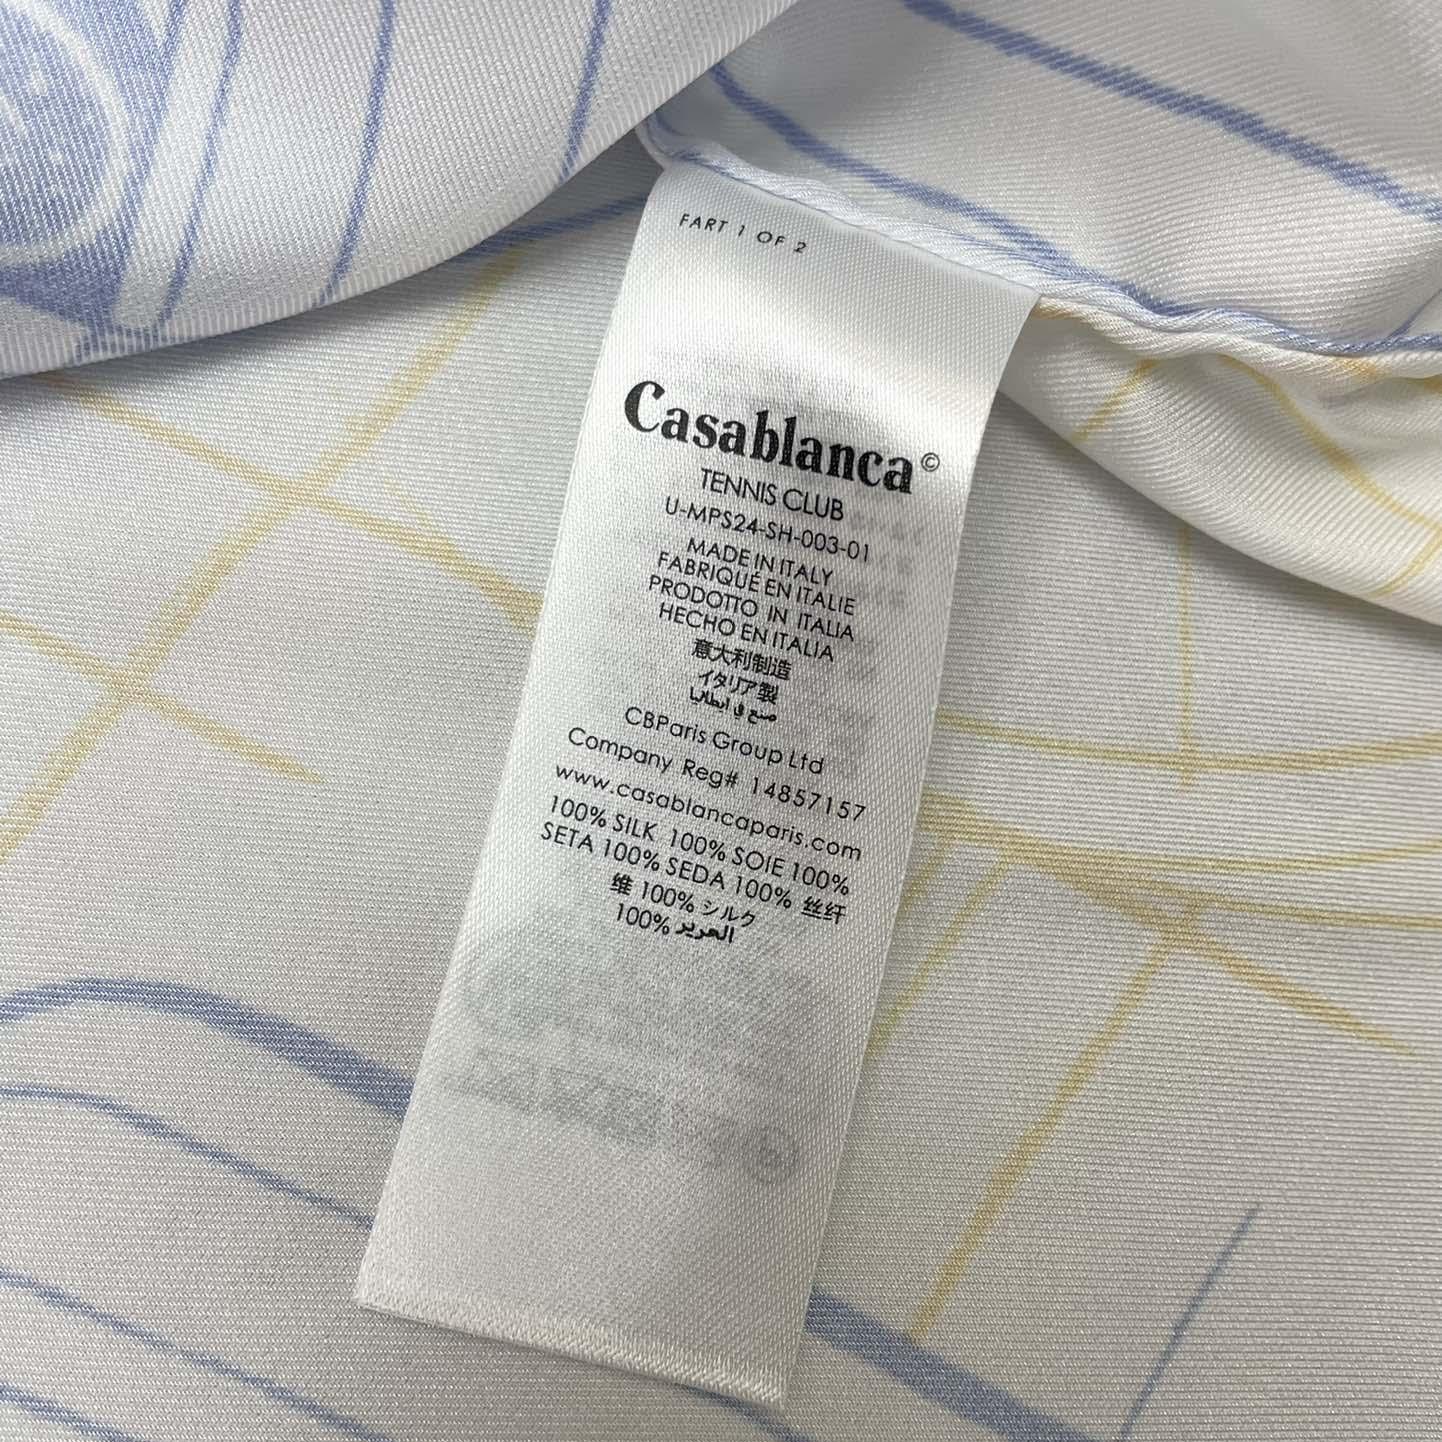 FART 1 OF 2
Casablanca©
TENNIS CLUB
U-MPS24-SH-003-01
MADE IN ITALY
FABRIQUÉ EN ITALIE
PRODOTTO IN ITALIA
HECHO EN ITALIA
意大利制造
イタリア製
صنع في ايطاليا
CBParis Group Ltd
Company Reg# 14857157
www.casablancaparis.com
100% SILK 100% SOIE 100%
SETA 100% SEDA 100% 丝纤
维 100% シルク
100% الحرير